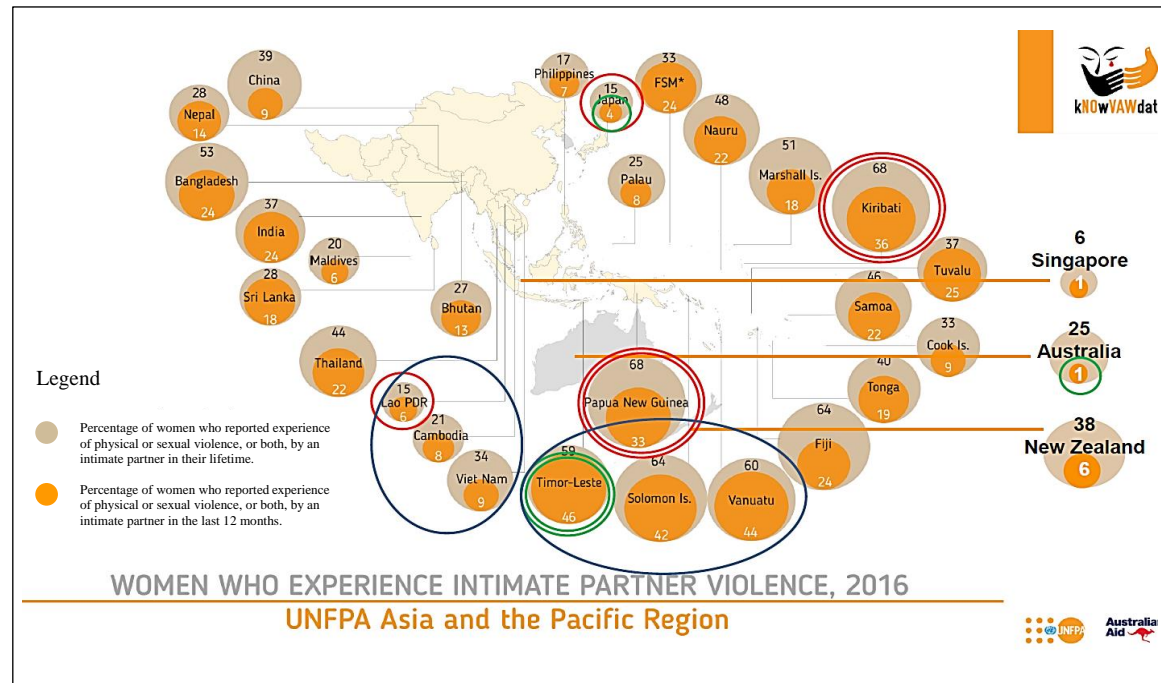 39
China
9
28
Nepal
14
53
Bangladesh
24
37
India
24
20
Maldives
6
28
Sri Lanka
18
27
Bhutan
13
44
Thailand
22
15
Lao PDR
6
21
Cambodia
8
34
Viet Nam
9
17
Philippines
7
15
Japan
4
33
FSM*
24
48
Nauru
22
25
Palau
8
51
Marshall Is.
18
68
Kiribati
36
37
Tuvalu
25
46
Samoa
22
33
Cook Is.
9
40
Tonga
19
64
Fiji
24
68
Papua New Guinea
33
59
Timor-Leste
46
64
Solomon Is.
42
60
Vanuatu
44
kNOwVAWdat
6
Singapore
1
25
Australia
1
38
New Zealand
6
Legend
Percentage of women who reported experience
of physical or sexual violence, or both, by an
intimate partner in their lifetime.
Percentage of women who reported experience
of physical or sexual violence, or both, by an
intimate partner in the last 12 months.
WOMEN WHO EXPERIENCE INTIMATE PARTNER VIOLENCE, 2016
UNFPA Asia and the Pacific Region
UNFPA
Australian
Aid